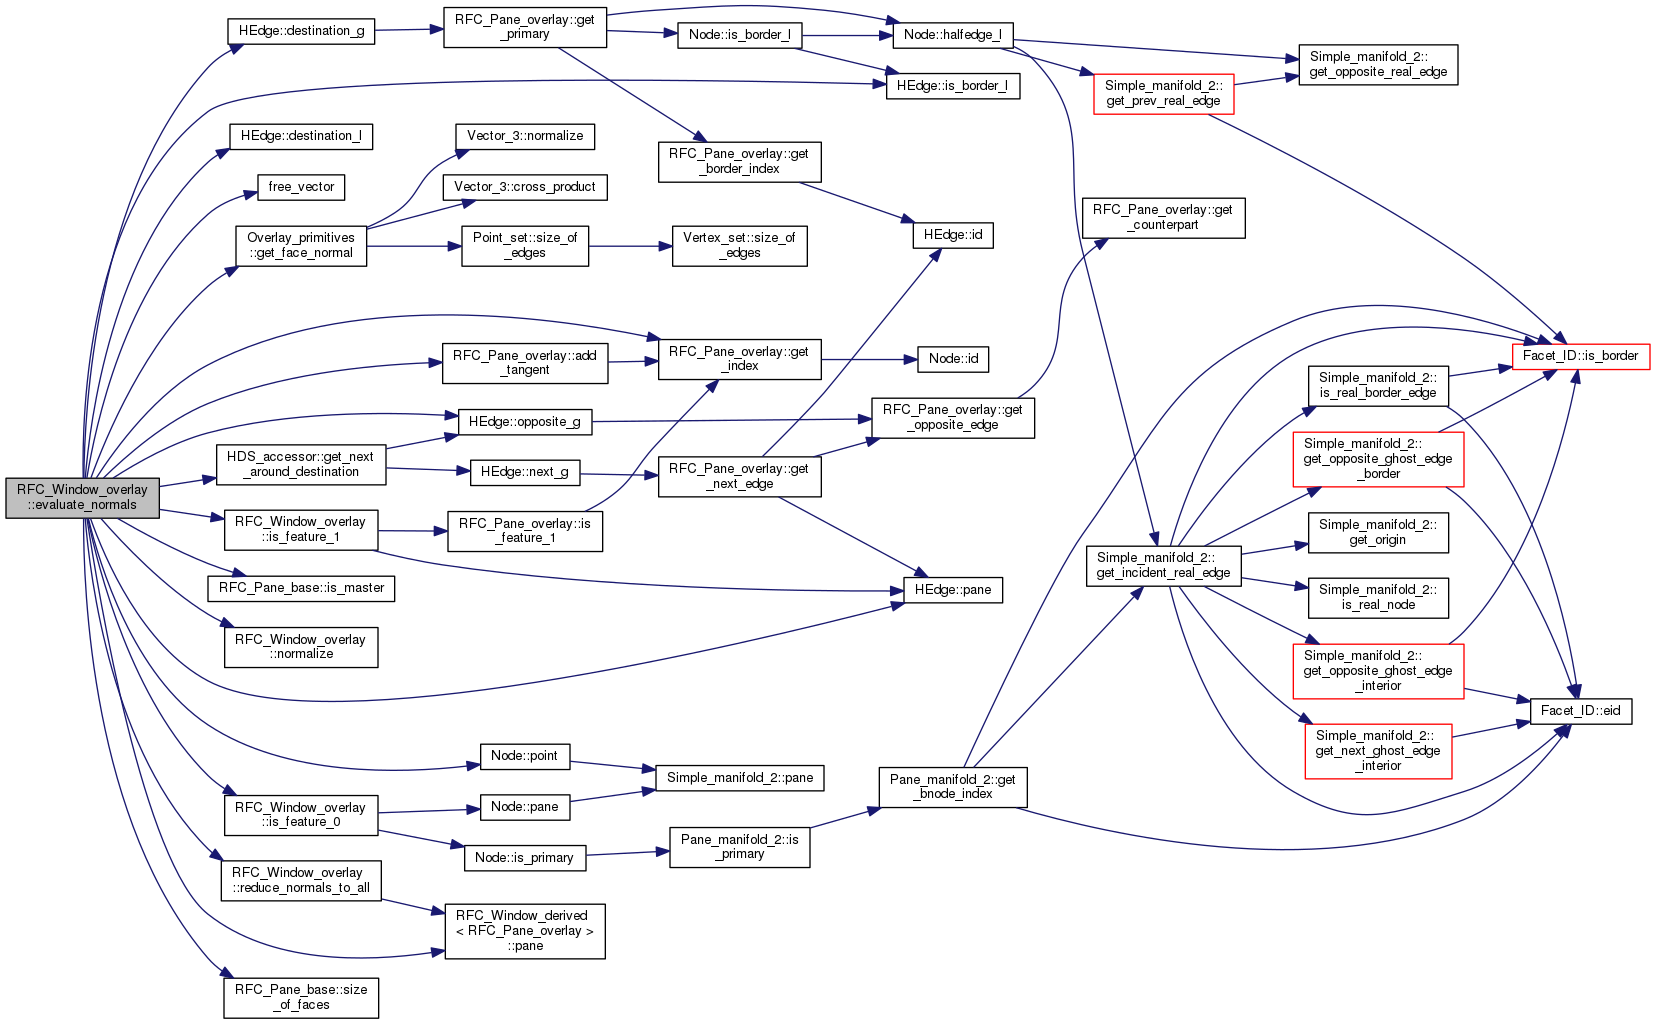 RFC_Window_overlay
::evaluate_normals
HEdge::destination_g
RFC_Pane_overlay::get
_primary
Node::is_border_l
Node::halfedge_l
Simple_manifold_2::
get_opposite_real_edge
HEdge::is_border_l
Simple_manifold_2::
get_prev_real_edge
HEdge::destination_l
Vector_3::normalize
RFC_Pane_overlay::get
_border_index
free_vector
Vector_3::cross_product
RFC_Pane_overlay::get
_counterpart
Overlay_primitives
::get_face_normal
Point_set::size_of
_edges
Vertex_set::size_of
_edges
HEdge::id
RFC_Pane_overlay::add
_tangent
RFC_Pane_overlay::get
_index
Node::id
Facet_ID::is_border
Simple_manifold_2::
is_real_border_edge
HEdge::opposite_g
RFC_Pane_overlay::get
_opposite_edge
HDS_accessor::get_next
_around_destination
HEdge::next_g
RFC_Pane_overlay::get
_next_edge
Simple_manifold_2::
get_opposite_ghost_edge
_border
RFC_Window_overlay
::is_feature_1
RFC_Pane_overlay::is
_feature_1
Simple_manifold_2::
get_origin
Simple_manifold_2::
get_incident_real_edge
RFC_Pane_base::is_master
HEdge::pane
Simple_manifold_2::
is_real_node
RFC_Window_overlay
::normalize
Simple_manifold_2::
get_opposite_ghost_edge
_interior
Facet_ID::eid
Node::point
Simple_manifold_2::pane
Simple_manifold_2::
get_next_ghost_edge
_interior
RFC_Window_overlay
::is_feature_0
Node::pane
Pane_manifold_2::get
_bnode_index
Node::is_primary
Pane_manifold_2::is
_primary
RFC_Window_overlay
::reduce_normals_to_all
RFC_Window_derived
< RFC_Pane_overlay >
::pane
RFC_Pane_base::size
_of_faces